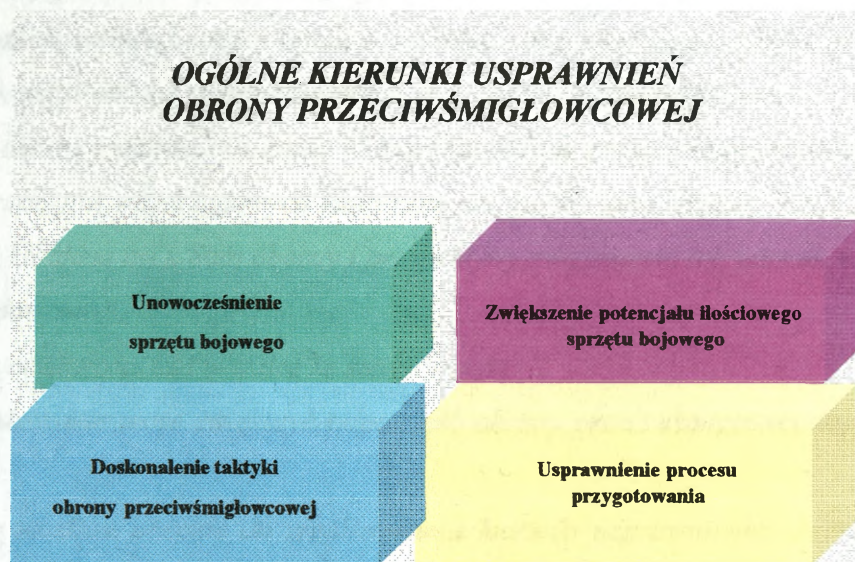 OGÓLNE KIERUNKI USPRAWNIEŃ
OBRONY PRZECIWŚMIGŁOWCOWEJ
Unowocześnienie
sprzętu bojowego
Zwiększenie potencjału ilościowego
sprzętu bojowego
Doskonalenie taktyki
obrony przeciwśmigłowcowej
Usprawnienie procesu
przygotowania